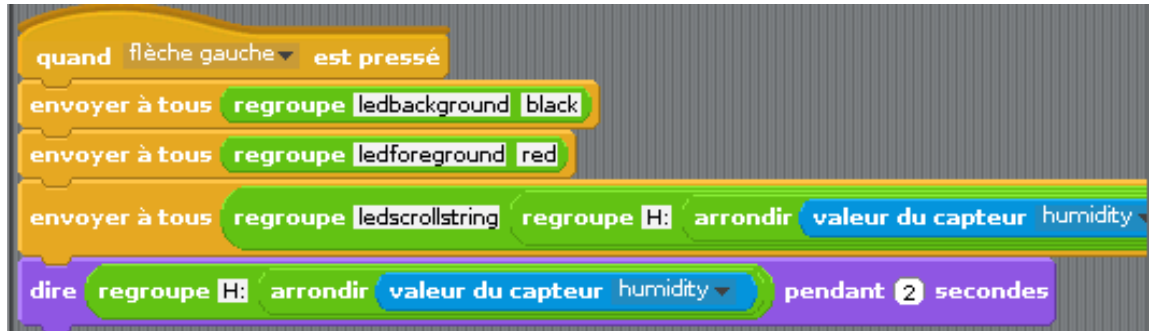 quand flèche gauche est pressé
envoyer à tous regroupe ledbackground black
envoyer à tous regroupe ledforeground red
envoyer à tous regroupe ledscrollstring regroupe H: arrondir valeur du capteur humidity
dire regroupe H: arrondir valeur du capteur humidity pendant 2 secondes